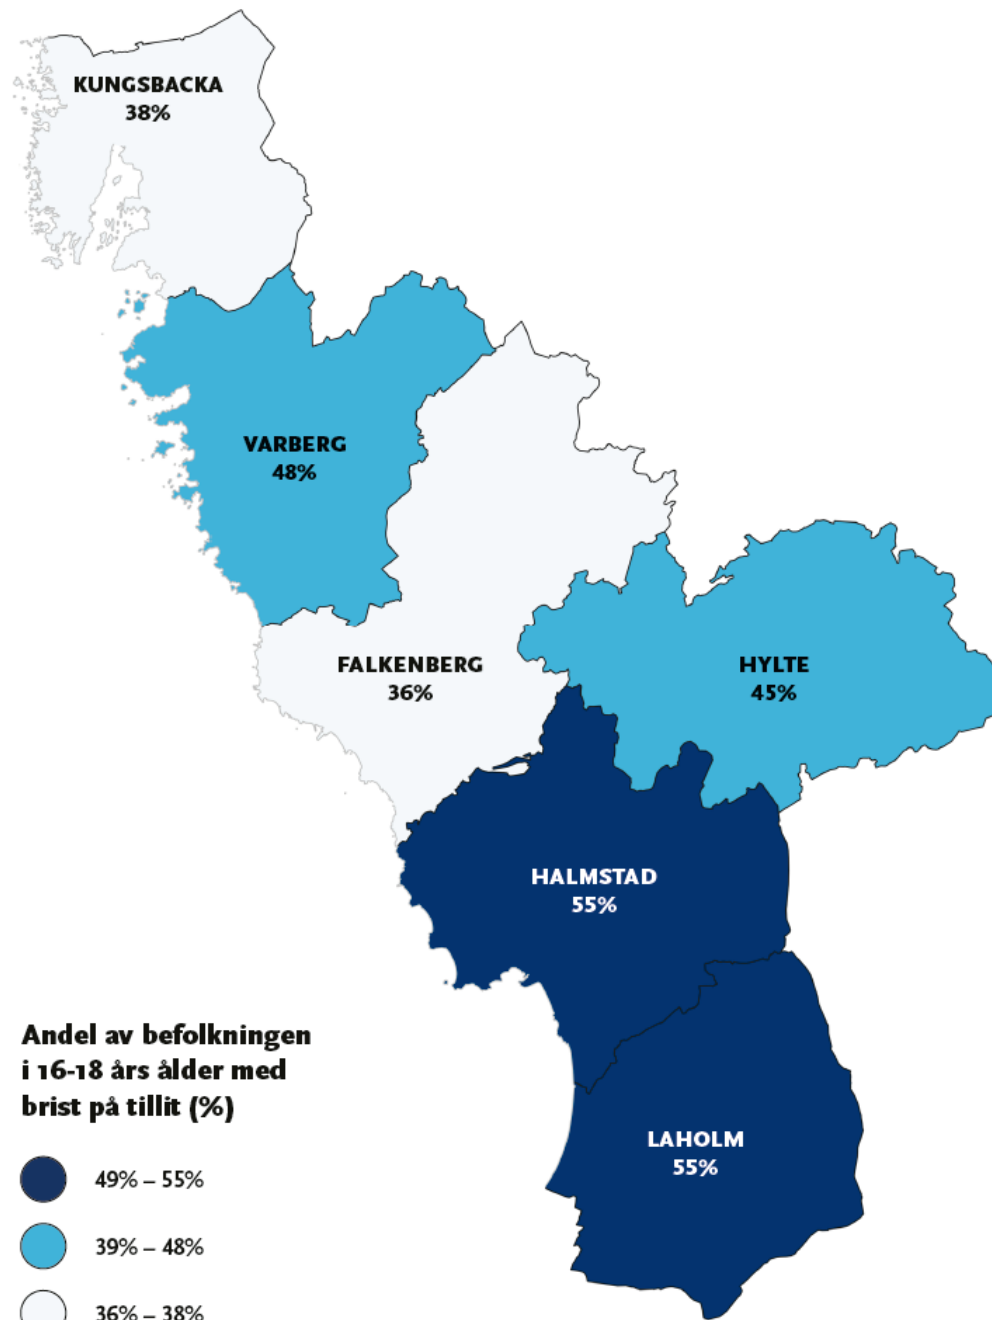 KUNGSBACKA
38%
VARBERG
48%
FALKENBERG
36%
HYLTE
45%
HALMSTAD
55%
LAHOLM
55%
Andel av befolkningen
i 16-18 års ålder med
brist på tillit (%)
49% – 55%
39% – 48%
36% – 38%